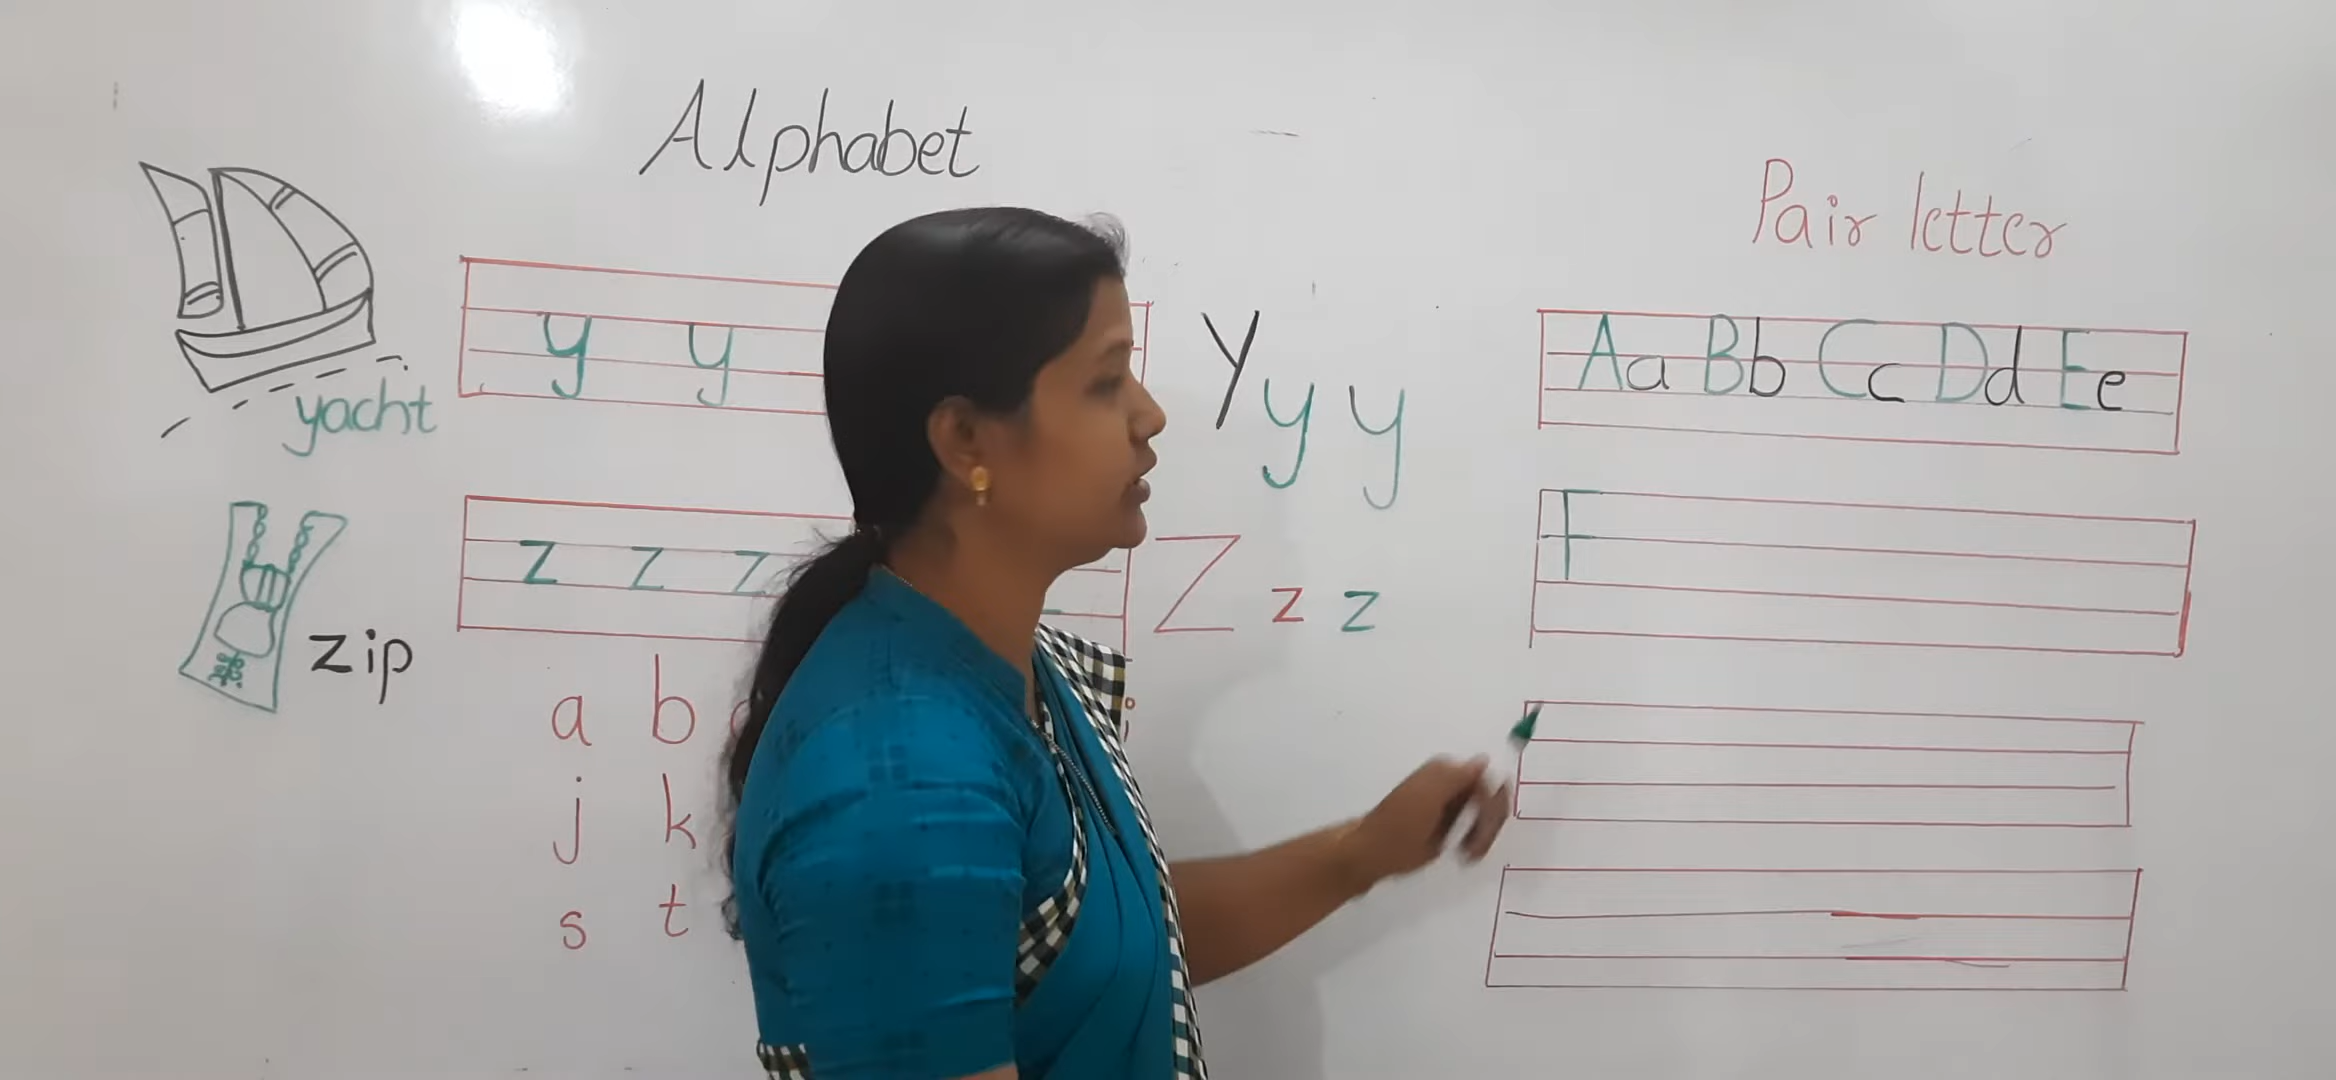 Alphabet
y y
yacht
Y y y
z z z
zip
Z z z
a b
i
j k
s t
Pair letter
Aa Bb Cc Dd Ee
F